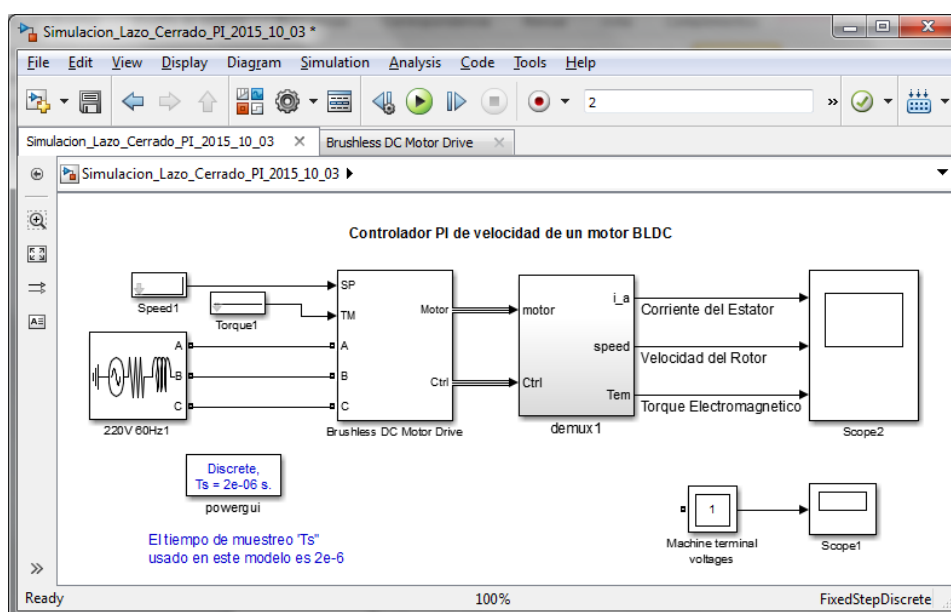 Simulacion_Lazo_Cerrado_PI_2015_10_03 *
File Edit View Display Diagram Simulation Analysis Code Tools Help
2
Simulacion_Lazo_Cerrado_PI_2015_10_03 Brushless DC Motor Drive
Simulacion_Lazo_Cerrado_PI_2015_10_03
Controlador PI de velocidad de un motor BLDC
Speed1
Torque1
A
B
C
220V 60Hz1
SP
TM
A
B
C
Motor
Ctrl
Brushless DC Motor Drive
motor
Ctrl
i_a
speed
Tem
demux1
Corriente del Estator
Velocidad del Rotor
Torque Electromagnetico
Scope2
Discrete,
Ts = 2e-06 s.
powergui
El tiempo de muestreo 'Ts''
usado en este modelo es 2e-6
1
Machine terminal
voltages
Scope1
Ready 100% FixedStepDiscrete